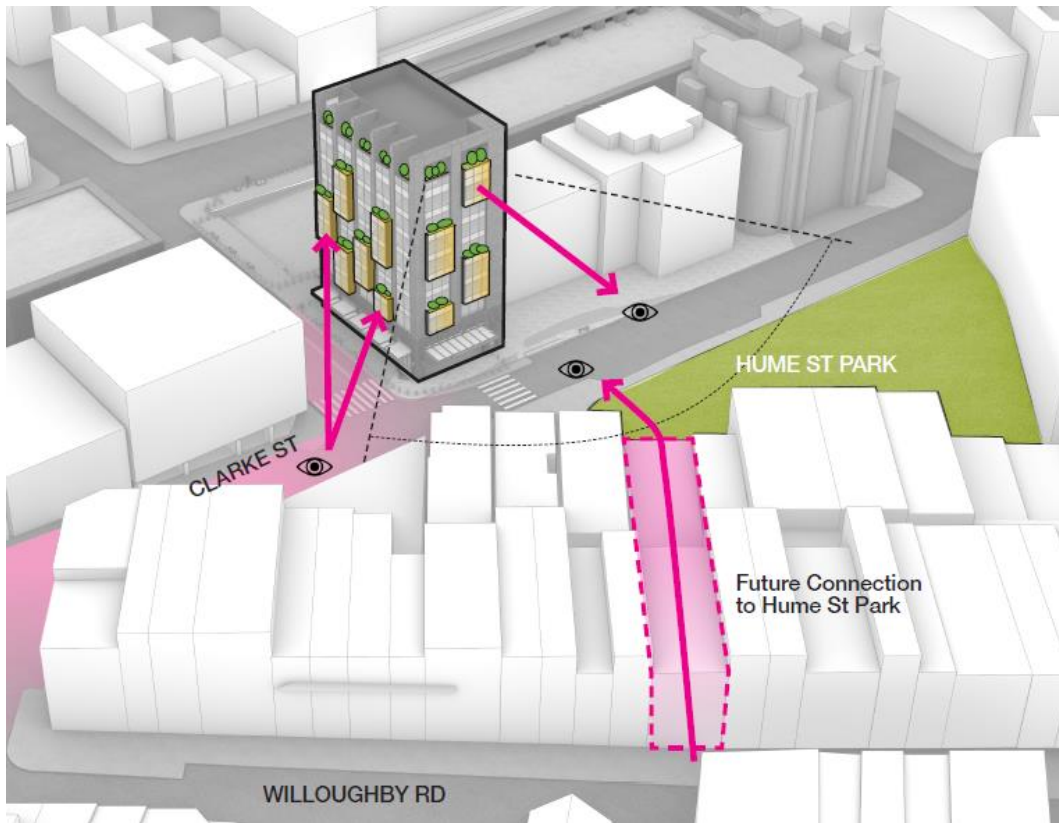 HUME ST PARK
CLARKE ST
Future Connection
to Hume St Park
WILLOUGHBY RD